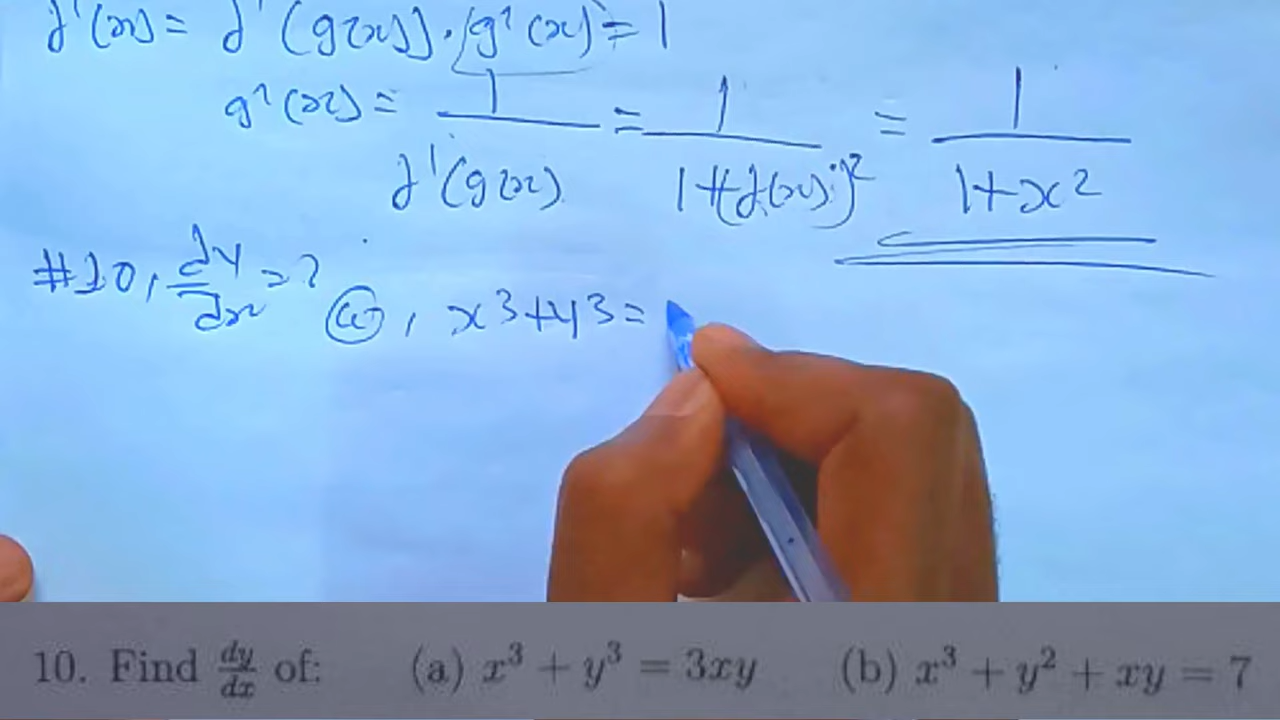 f'(x) = f'(g(x)) · g'(x) = 1
g'(x) = 1/f'(g(x)) = 1/1+(f(x))² = 1/1+x²
#10, dy/dx = ?
(a), x³+y³ =
10. Find dy/dx of: (a) x³ + y³ = 3xy (b) x³ + y² + xy = 7